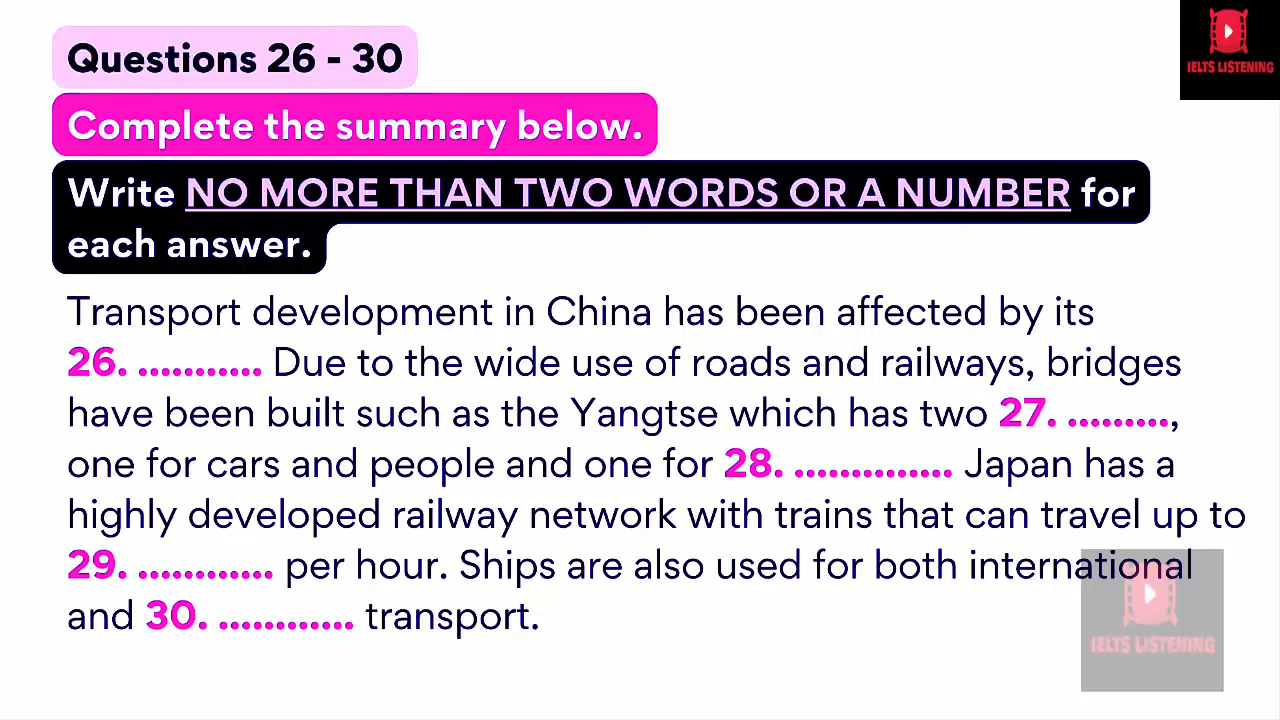 IELTS LISTENING
Questions 26 - 30
Complete the summary below.
Write NO MORE THAN TWO WORDS OR A NUMBER for
each answer.
Transport development in China has been affected by its
26. ........... Due to the wide use of roads and railways, bridges
have been built such as the Yangtse which has two 27. .........,
one for cars and people and one for 28. .............. Japan has a
highly developed railway network with trains that can travel up to
29. ............ per hour. Ships are also used for both international
and 30. ............ transport.
IELTS LISTENING